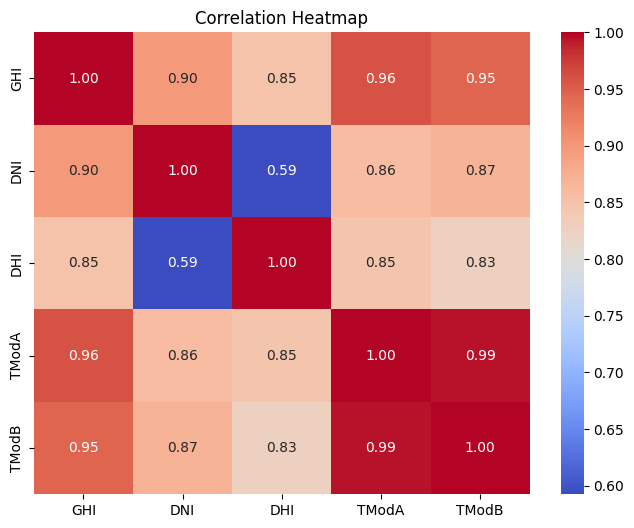 Correlation Heatmap
GHI 1.00 0.90 0.85 0.96 0.95
DNI 0.90 1.00 0.59 0.86 0.87
DHI 0.85 0.59 1.00 0.85 0.83
TModA 0.96 0.86 0.85 1.00 0.99
TModB 0.95 0.87 0.83 0.99 1.00
GHI DNI DHI TModA TModB
1.00
0.95
0.90
0.85
0.80
0.75
0.70
0.65
0.60